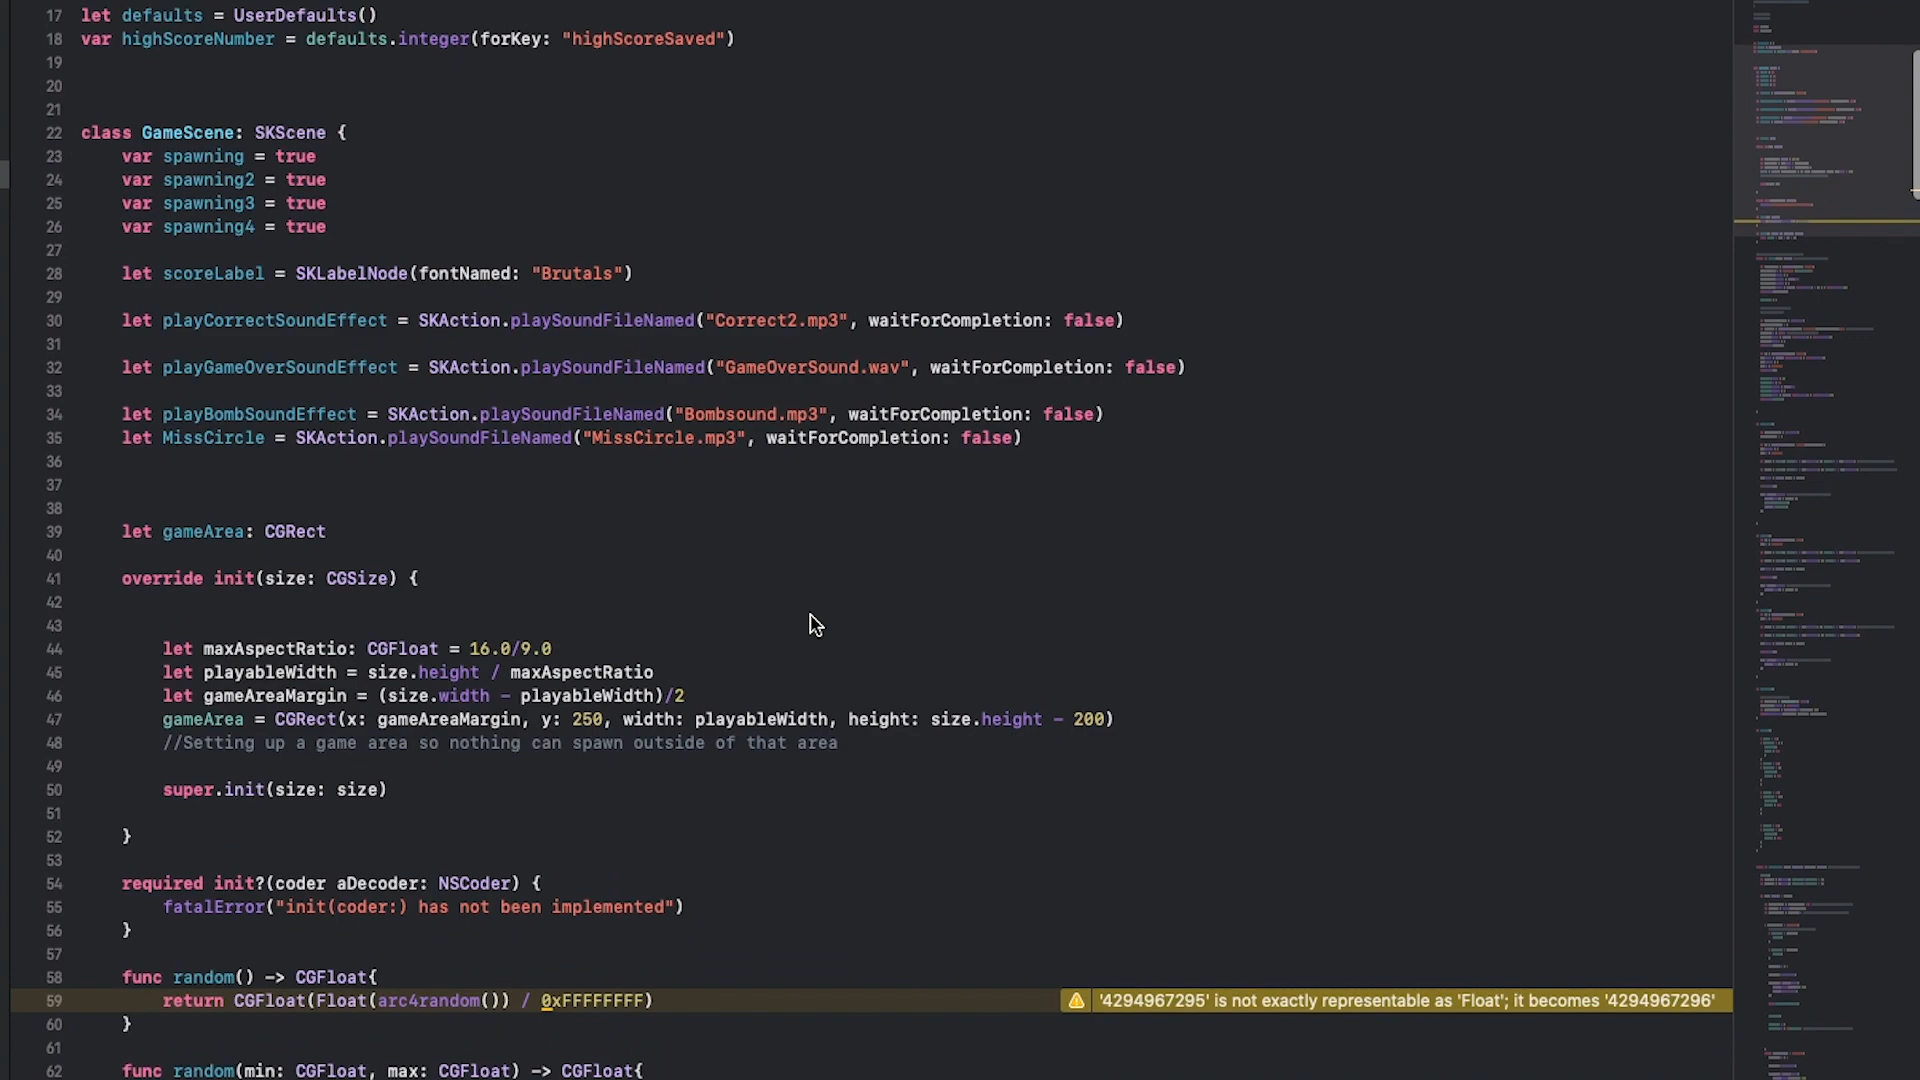 17 let defaults = UserDefaults()
18 var highScoreNumber = defaults.integer(forKey: "highScoreSaved")
19
20
21
22 class GameScene: SKScene {
23 var spawning = true
24 var spawning2 = true
25 var spawning3 = true
26 var spawning4 = true
27
28 let scoreLabel = SKLabelNode(fontNamed: "Brutals")
29
30 let playCorrectSoundEffect = SKAction.playSoundFileNamed("Correct2.mp3", waitForCompletion: false)
31
32 let playGameOverSoundEffect = SKAction.playSoundFileNamed("GameOverSound.wav", waitForCompletion: false)
33
34 let playBombSoundEffect = SKAction.playSoundFileNamed("Bombsound.mp3", waitForCompletion: false)
35 let MissCircle = SKAction.playSoundFileNamed("MissCircle.mp3", waitForCompletion: false)
36
37
38
39 let gameArea: CGRect
40
41 override init(size: CGSize) {
42
43
44 let maxAspectRatio: CGFloat = 16.0/9.0
45 let playableWidth = size.height / maxAspectRatio
46 let gameAreaMargin = (size.width - playableWidth)/2
47 gameArea = CGRect(x: gameAreaMargin, y: 250, width: playableWidth, height: size.height - 200)
48 //Setting up a game area so nothing can spawn outside of that area
49
50 super.init(size: size)
51
52 }
53
54 required init?(coder aDecoder: NSCoder) {
55 fatalError("init(coder:) has not been implemented")
56 }
57
58 func random() -> CGFloat{
59 return CGFloat(Float(arc4random()) / 0xFFFFFFFF) '4294967295' is not exactly representable as 'Float'; it becomes '4294967296'
60 }
61
62 func random(min: CGFloat, max: CGFloat) -> CGFloat{